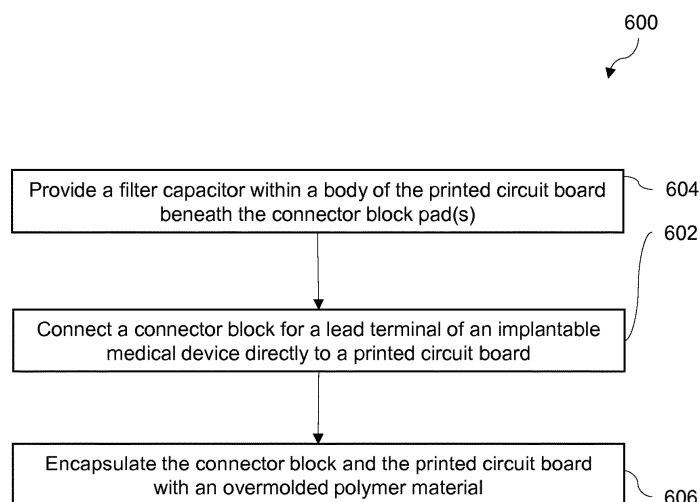 600
Provide a filter capacitor within a body of the printed circuit board
beneath the connector block pad(s)
604
602
Connect a connector block for a lead terminal of an implantable
medical device directly to a printed circuit board
Encapsulate the connector block and the printed circuit board
with an overmolded polymer material
606